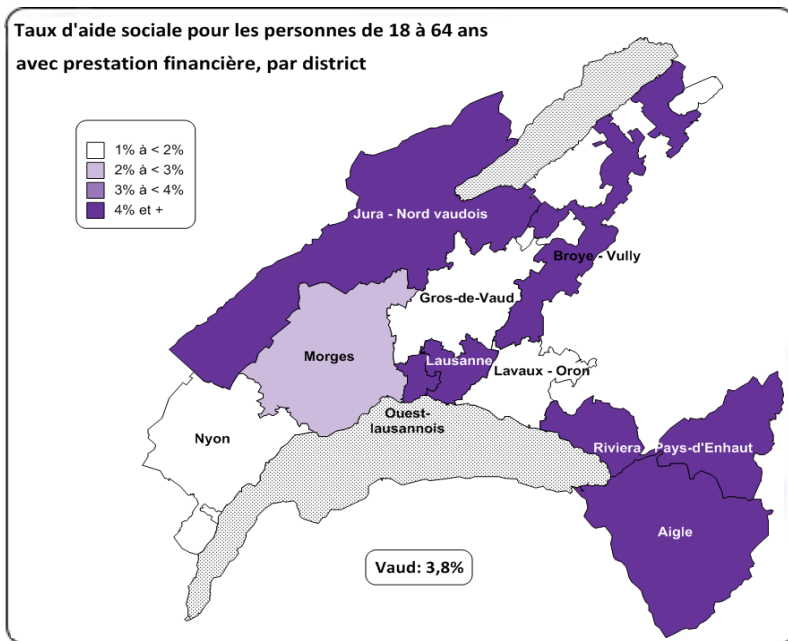 Taux d'aide sociale pour les personnes de 18 à 64 ans
avec prestation financière, par district
1% à < 2%
2% à < 3%
3% à < 4%
4% et +
Jura - Nord vaudois
Broye - Vully
Gros-de-Vaud
Morges
Lausanne
Lavaux - Oron
Ouest-
lausannois
Nyon
Riviera
Pays-d'Enhaut
Aigle
Vaud: 3,8%